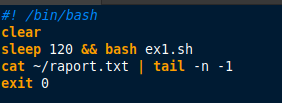 #! /bin/bash
clear
sleep 120 && bash ex1.sh
cat ~/raport.txt | tail -n -1
exit 0